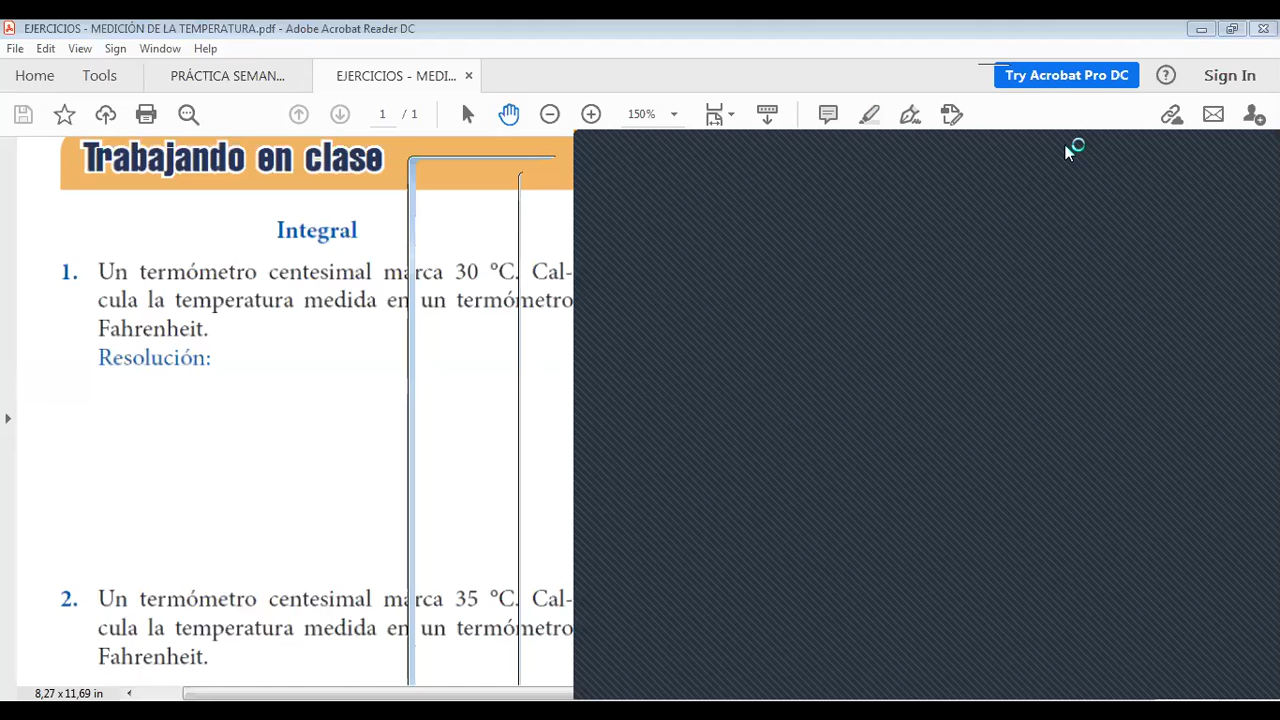 EJERCICIOS - MEDICIÓN DE LA TEMPERATURA.pdf - Adobe Acrobat Reader DC
File Edit View Sign Window Help
Home Tools PRÁCTICA SEMAN... EJERCICIOS - MEDI... × Try Acrobat Pro DC Sign In
1 / 1 150%
Trabajando en clase
Integral
1. Un termómetro centesimal marca 30 °C. Cal-
cula la temperatura medida en un termómetro
Fahrenheit.
Resolución:
2. Un termómetro centesimal marca 35 °C. Cal-
cula la temperatura medida en un termómetro
Fahrenheit.
8,27 x 11,69 in